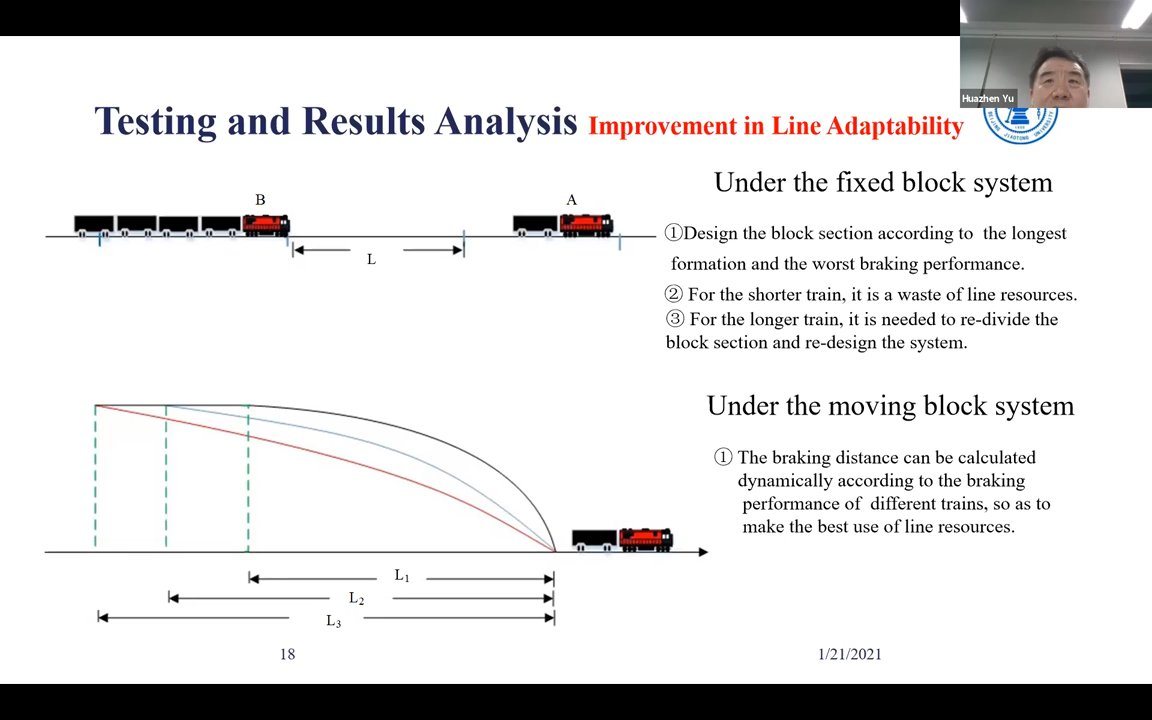 Huazhen Yu
Testing and Results Analysis Improvement in Line Adaptability
BEIJING JIAOTONG UNIVERSITY
Under the fixed block system
B
A
L
①Design the block section according to the longest
formation and the worst braking performance.
② For the shorter train, it is a waste of line resources.
③ For the longer train, it is needed to re-divide the
block section and re-design the system.
Under the moving block system
① The braking distance can be calculated
dynamically according to the braking
performance of different trains, so as to
make the best use of line resources.
L₁
L₂
L₃
18
1/21/2021